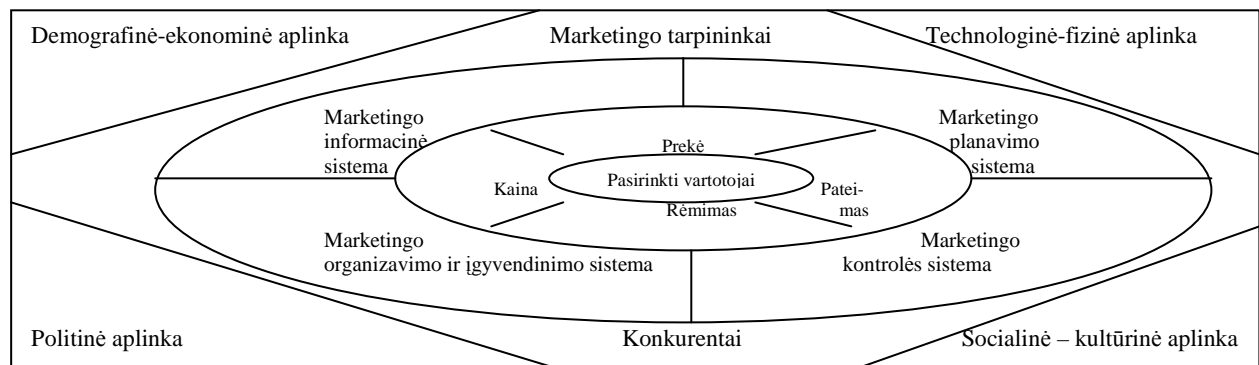 Demografinė-ekonominė aplinka
Marketingo tarpininkai
Technologinė-fizinė aplinka
Marketingo
informacinė
sistema
Marketingo
planavimo
sistema
Prekė
Kaina
Pasirinkti vartotojai
Patei-
mas
Rėmimas
Marketingo
organizavimo ir įgyvendinimo sistema
Marketingo
kontrolės sistema
Politinė aplinka
Konkurentai
Socialinė – kultūrinė aplinka